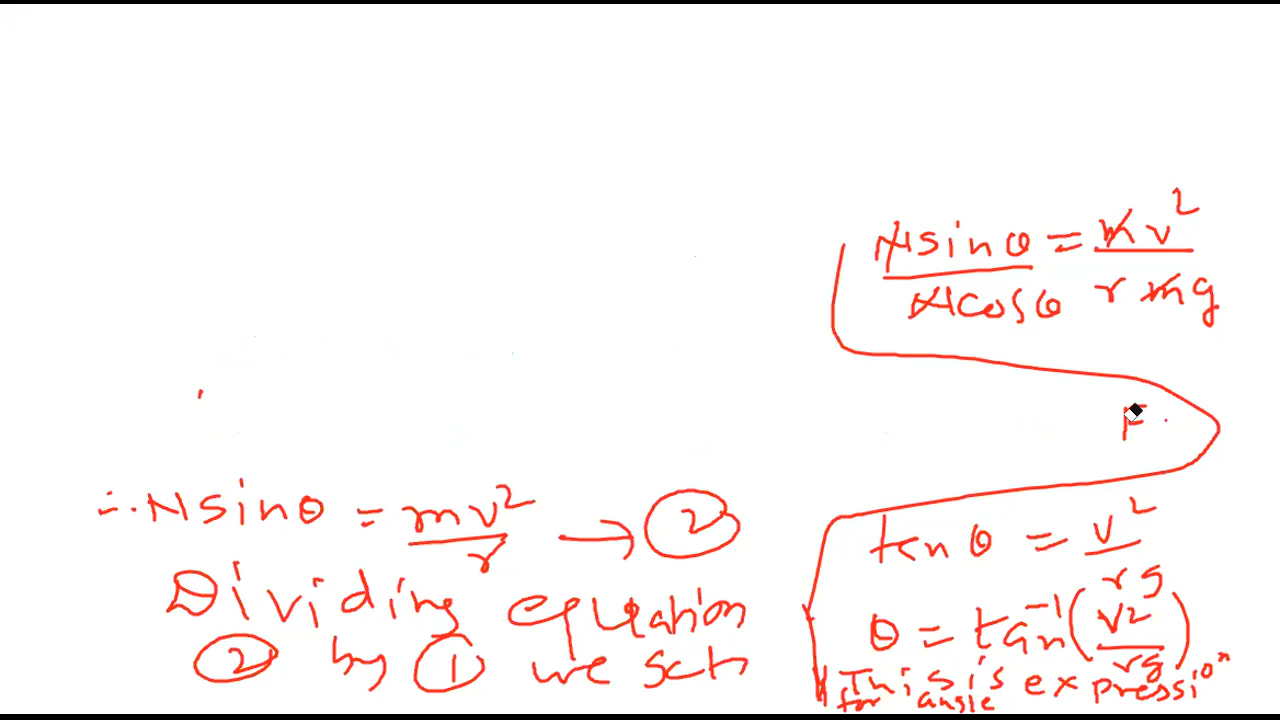 ∴ N sin θ = mv²/r → ②
Dividing equation
② by ① we get
N sin θ / N cos θ = mv² / r mg
F
tan θ = v²/rg
θ = tan⁻¹(v²/rg)
This is expression
for angle